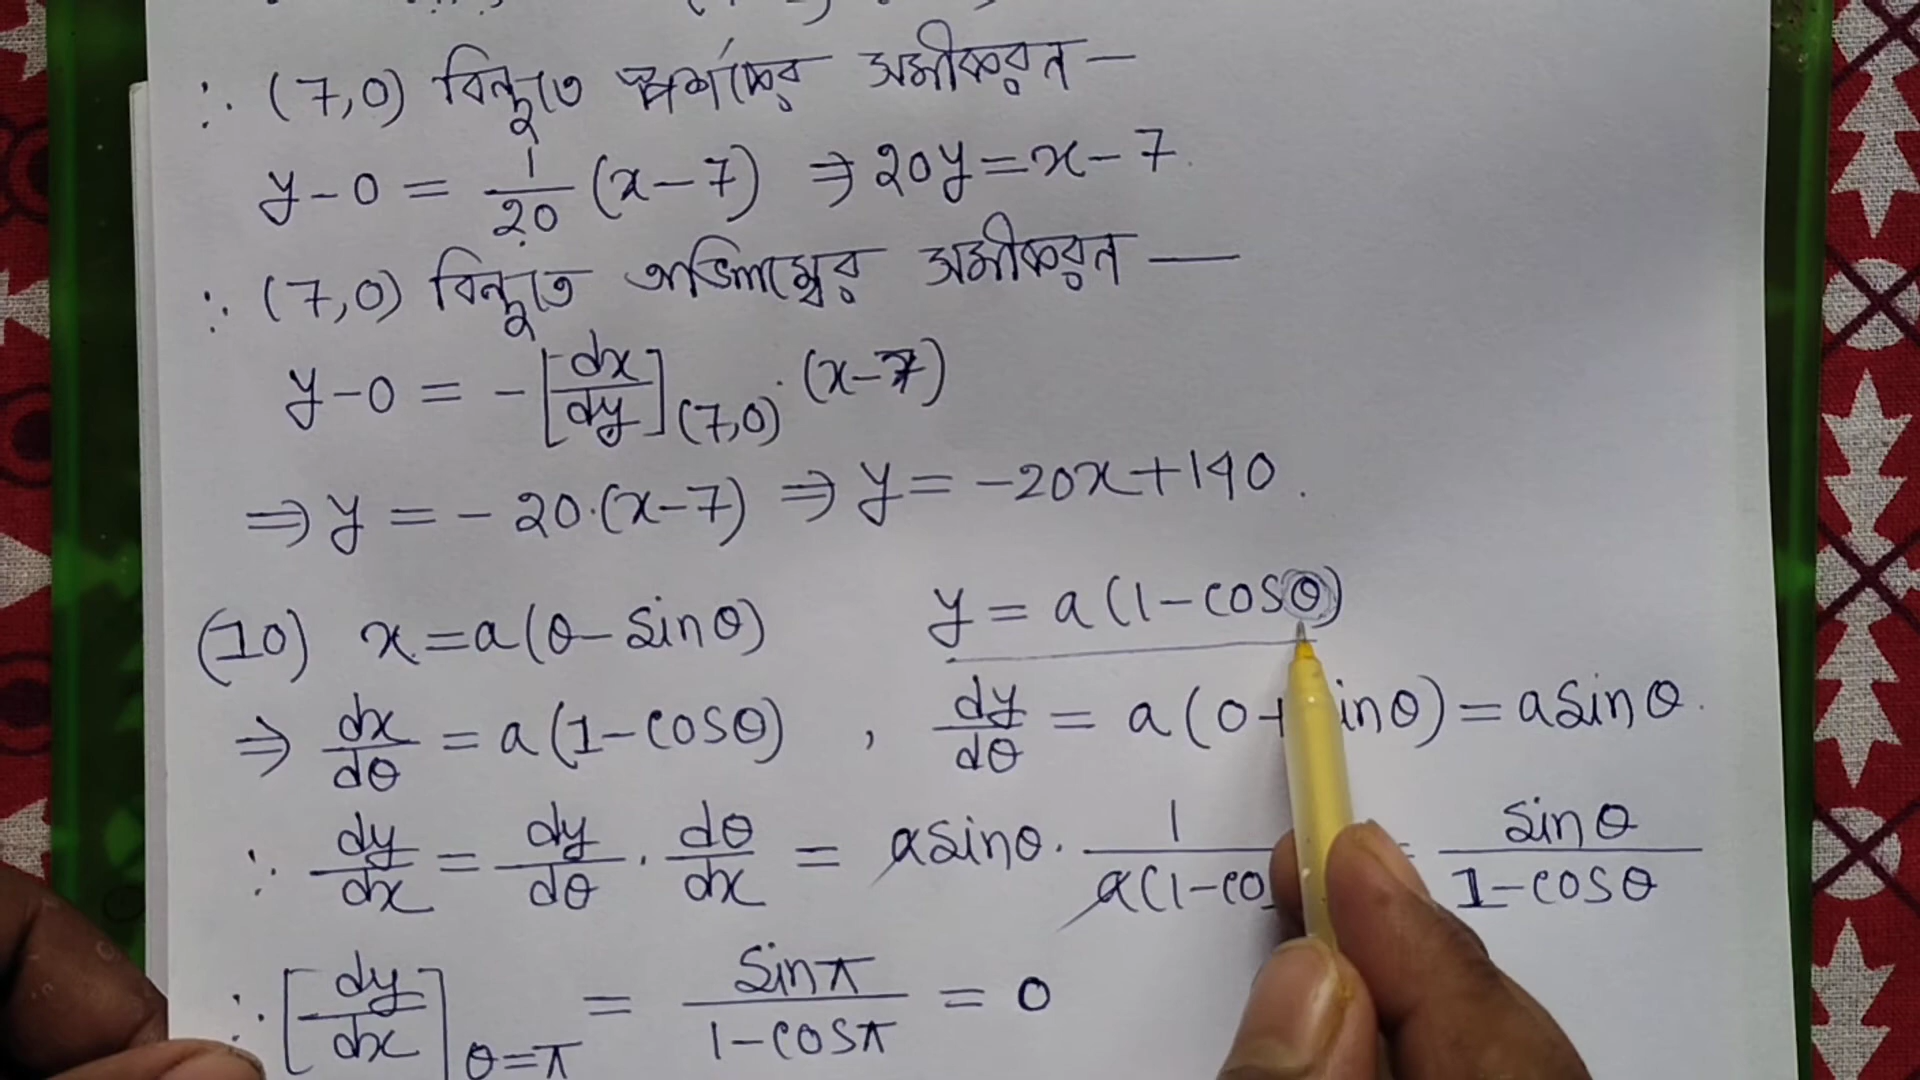 ∴ (7,0) বিন্দুতে স্পর্শকের সমীকরন —
y-0 = 1/20 (x-7) ⇒ 20y = x-7
∴ (7,0) বিন্দুতে অভিলম্বের সমীকরন —
y-0 = -[dx/dy](7,0) · (x-7)
⇒ y = -20·(x-7) ⇒ y = -20x+140.
(10) x = a(θ-sinθ) y = a(1-cosθ)
⇒ dx/dθ = a(1-cosθ) , dy/dθ = a(0+sinθ) = a sinθ.
∴ dy/dx = dy/dθ · dθ/dx = a sinθ · 1/a(1-co = sinθ/1-cosθ
∴ [dy/dx]θ=π = sinπ/1-cosπ = 0